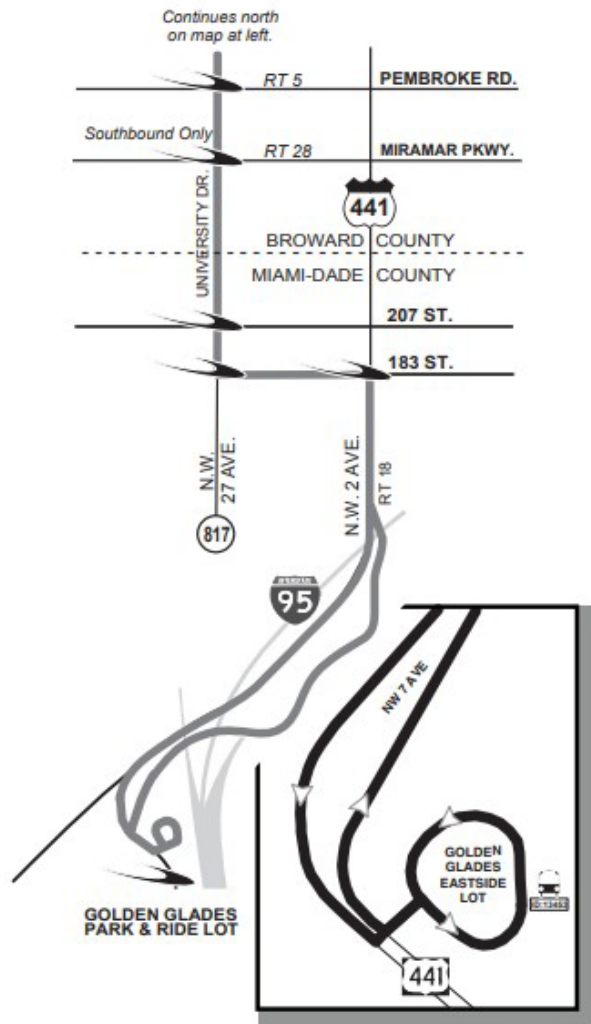 Continues north
on map at left.
RT 5
PEMBROKE RD.
Southbound Only
RT 28
MIRAMAR PKWY.
UNIVERSITY DR.
441
BROWARD COUNTY
MIAMI-DADE COUNTY
207 ST.
183 ST.
N.W.
27 AVE.
N.W. 2 AVE.
RT 18
817
95
NW 7 AVE
GOLDEN
GLADES
EASTSIDE
LOT
GOLDEN GLADES
PARK & RIDE LOT
441